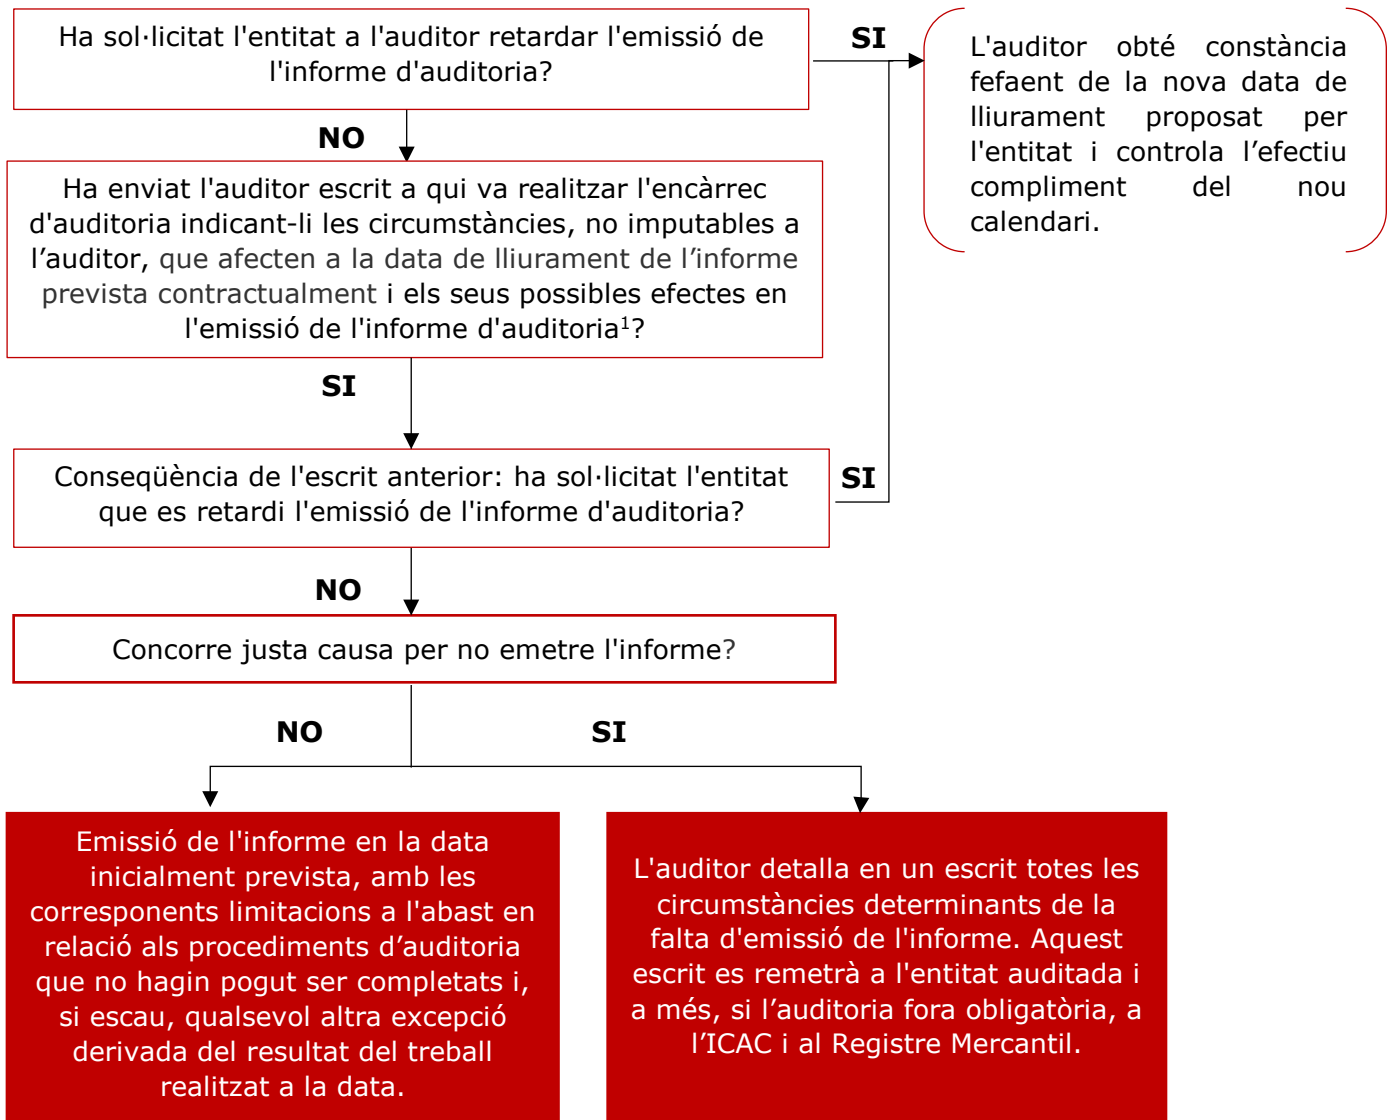 Ha sol·licitat l'entitat a l'auditor retardar l'emissió de
l'informe d'auditoria?
SI
L'auditor obté constància
fefaent de la nova data de
lliurament proposat per
l'entitat i controla l’efectiu
compliment del nou
calendari.
NO
Ha enviat l'auditor escrit a qui va realitzar l'encàrrec
d'auditoria indicant-li les circumstàncies, no imputables a
l’auditor, que afecten a la data de lliurament de l’informe
prevista contractualment i els seus possibles efectes en
l'emissió de l'informe d'auditoria¹?
SI
Conseqüència de l'escrit anterior: ha sol·licitat l'entitat
que es retardi l'emissió de l'informe d'auditoria?
SI
NO
Concorre justa causa per no emetre l'informe?
NO
SI
Emissió de l'informe en la data
inicialment prevista, amb les
corresponents limitacions a l'abast en
relació als procediments d’auditoria
que no hagin pogut ser completats i,
si escau, qualsevol altra excepció
derivada del resultat del treball
realitzat a la data.
L'auditor detalla en un escrit totes les
circumstàncies determinants de la
falta d'emissió de l'informe. Aquest
escrit es remetrà a l'entitat auditada i
a més, si l’auditoria fora obligatòria, a
l’ICAC i al Registre Mercantil.